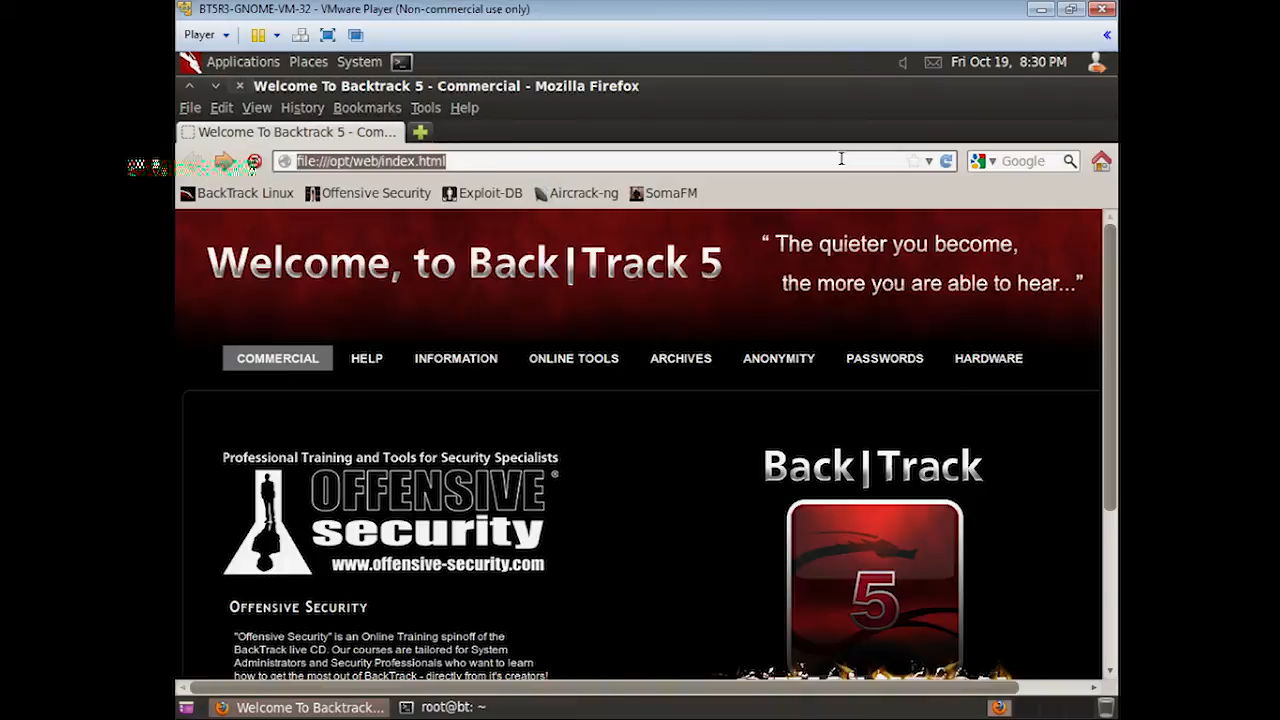 BT5R3-GNOME-VM-32 - VMware Player (Non-commercial use only)
Player
Applications Places System
Fri Oct 19, 8:30 PM
Welcome To Backtrack 5 - Commercial - Mozilla Firefox
File Edit View History Bookmarks Tools Help
Welcome To Backtrack 5 - Com...
file:///opt/web/index.html
Google
BackTrack Linux Offensive Security Exploit-DB Aircrack-ng SomaFM
Welcome, to Back|Track 5
“ The quieter you become,
the more you are able to hear...”
COMMERCIAL HELP INFORMATION ONLINE TOOLS ARCHIVES ANONYMITY PASSWORDS HARDWARE
Professional Training and Tools for Security Specialists
OFFENSIVE®
security
www.offensive-security.com
Back|Track
5
OFFENSIVE SECURITY
"Offensive Security" is an Online Training spinoff of the
BackTrack live CD. Our courses are tailored for System
Administrators and Security Professionals who want to learn
how to get the most out of BackTrack - directly from it's creators!
Welcome To Backtrack...
root@bt: ~